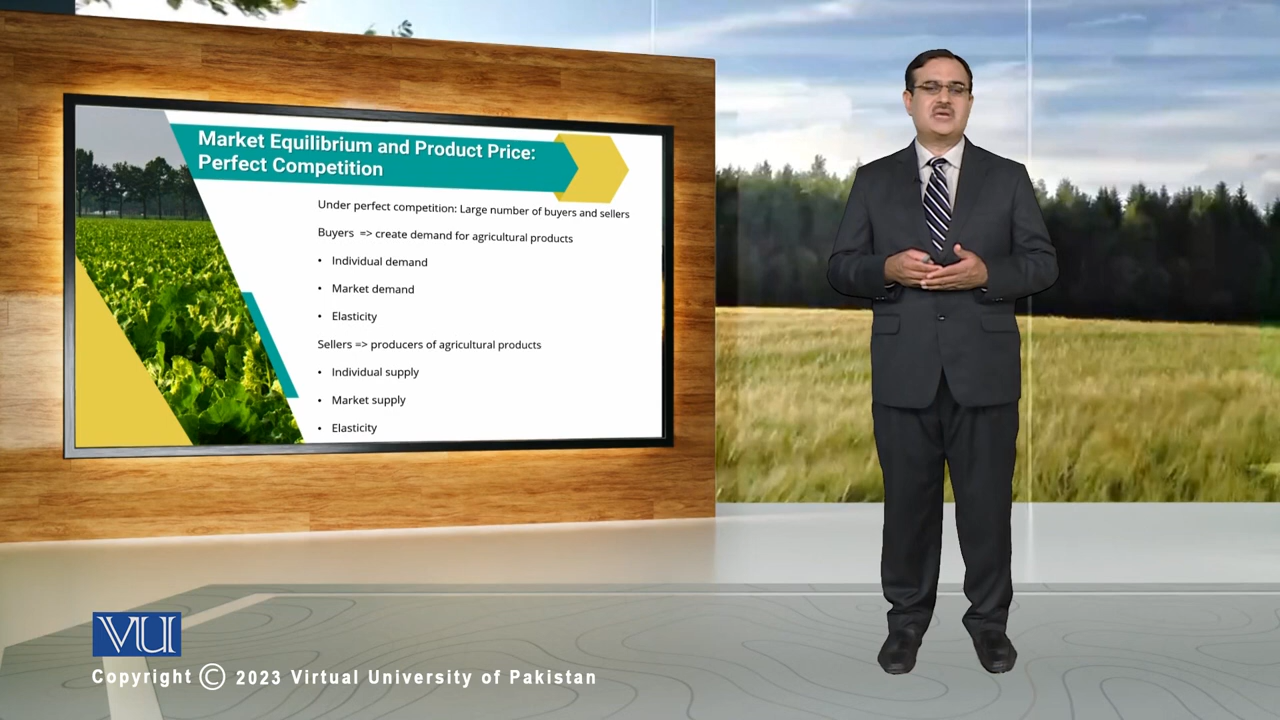 Market Equilibrium and Product Price:
Perfect Competition
Under perfect competition: Large number of buyers and sellers
Buyers => create demand for agricultural products
• Individual demand
• Market demand
• Elasticity
Sellers => producers of agricultural products
• Individual supply
• Market supply
• Elasticity
VU
Copyright © 2023 Virtual University of Pakistan